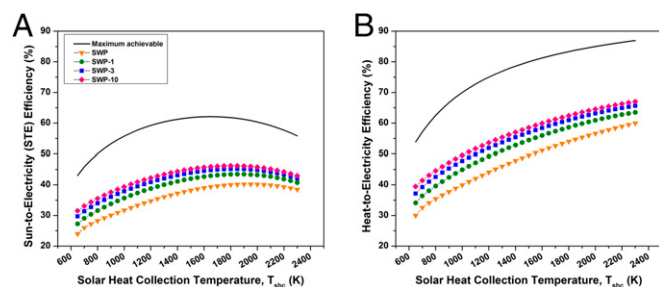 A
Sun-to-Electricity (STE) Efficiency (%)
90
80
70
60
50
40
30
20
Maximum achievable
SWP
SWP-1
SWP-3
SWP-10
600 800 1000 1200 1400 1600 1800 2000 2200 2400
Solar Heat Collection Temperature, Tshc (K)
B
Heat-to-Electricity Efficiency (%)
90
80
70
60
50
40
30
20
600 800 1000 1200 1400 1600 1800 2000 2200 2400
Solar Heat Collection Temperature, Tshc (K)